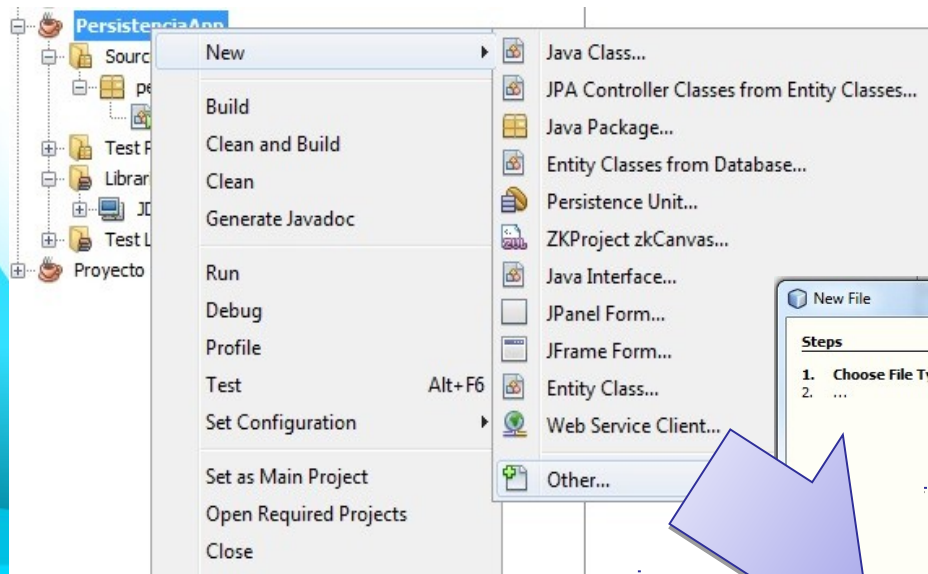 PersistenciaApp
Sourc
pe
Test P
Librar
JD
Test L
Proyecto
New
Build
Clean and Build
Clean
Generate Javadoc
Run
Debug
Profile
Test Alt+F6
Set Configuration
Set as Main Project
Open Required Projects
Close
Java Class...
JPA Controller Classes from Entity Classes...
Java Package...
Entity Classes from Database...
Persistence Unit...
ZKProject zkCanvas...
Java Interface...
JPanel Form...
JFrame Form...
Entity Class...
Web Service Client...
Other...
New File
Steps
1. Choose File Ty
2. ...